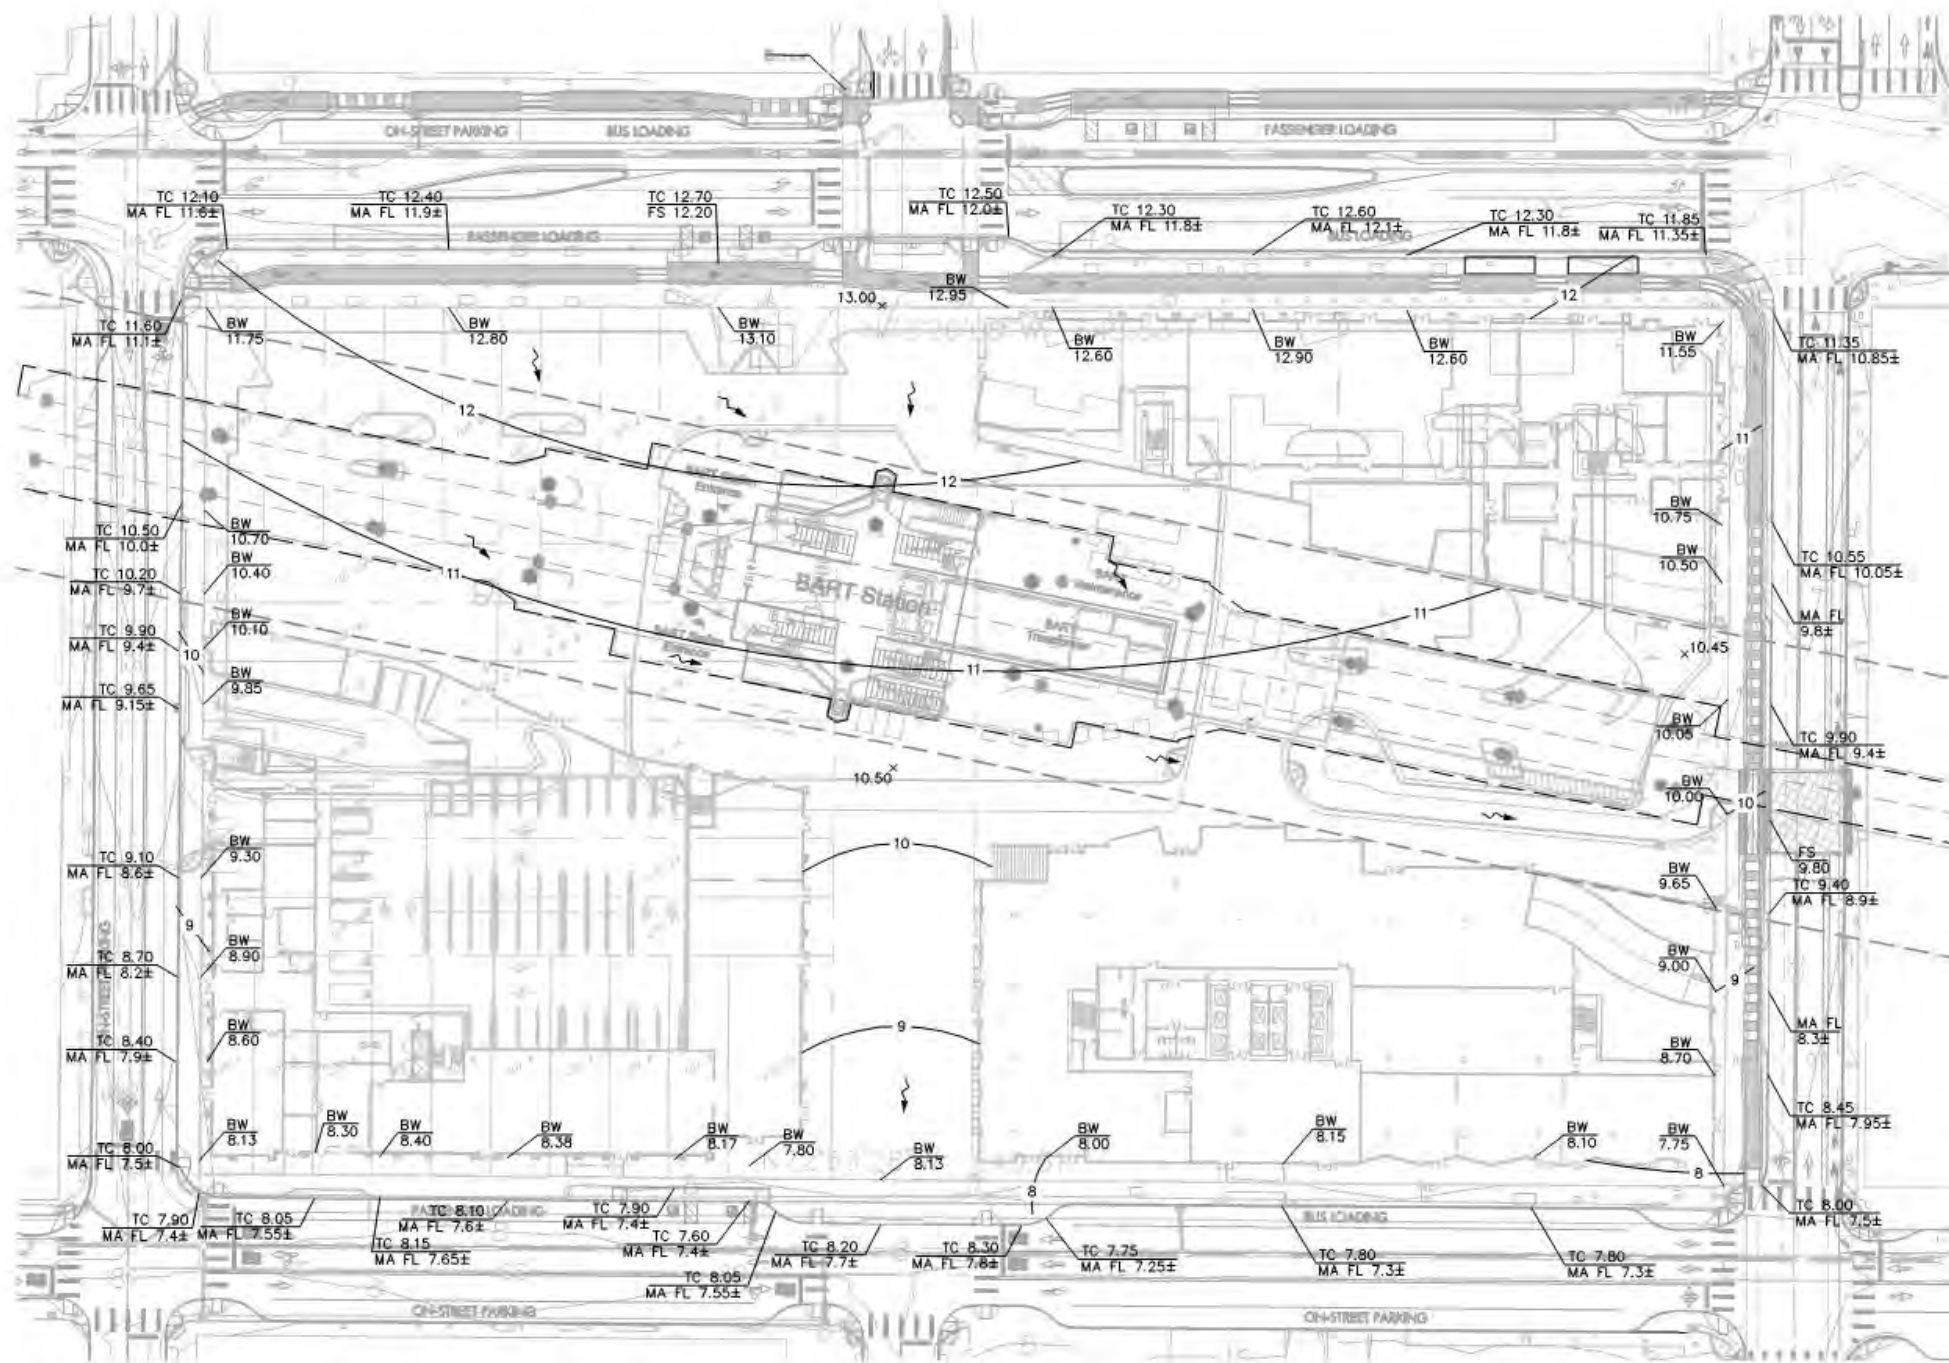 ON-STREET PARKING
BUS LOADING
PASSENGER LOADING
TC 12.10
MA FL 11.6±
TC 12.40
MA FL 11.9±
TC 12.70
FS 12.20
TC 12.50
MA FL 12.0±
TC 12.30
MA FL 11.8±
TC 12.60
MA FL 12.1±
TC 12.30
MA FL 11.8±
TC 11.85
MA FL 11.35±
PASSENGER LOADING
BUS LOADING
13.00
BW
12.95
12
TC 11.60
MA FL 11.1±
BW
11.75
BW
12.80
BW
13.10
BW
12.60
BW
12.90
BW
12.60
BW
11.55
TC 11.35
MA FL 10.85±
12
11
12
BART Station
Entrance
BW
10.75
TC 10.50
MA FL 10.0±
BW
10.70
BW
10.50
TC 10.55
MA FL 10.05±
TC 10.20
MA FL 9.7±
BW
10.40
11
BART Station
Maintenance
11
MA FL
9.8±
TC 9.90
MA FL 9.4±
BW
10.10
10
BART
11
10.45
TC 9.65
MA FL 9.15±
BW
9.85
BW
10.05
TC 9.90
MA FL 9.4±
10.50
BW
10.00
10
TC 9.10
MA FL 8.6±
BW
9.30
10
FS
9.80
BW
9.65
TC 9.40
MA FL 8.9±
9
ON-STREET PARKING
TC 8.70
MA FL 8.2±
BW
8.90
BW
9.00
9
TC 8.40
MA FL 7.9±
BW
8.60
9
MA FL
8.3±
BW
8.70
TC 8.00
MA FL 7.5±
BW
8.13
BW
8.30
BW
8.40
BW
8.38
BW
8.17
BW
7.80
BW
8.13
BW
8.00
BW
8.15
BW
8.10
BW
7.75
TC 8.45
MA FL 7.95±
8
8
TC 7.90
MA FL 7.4±
TC 8.05
MA FL 7.55±
PASSENGER LOADING
TC 8.15
MA FL 7.65±
TC 8.10
MA FL 7.6±
TC 7.90
MA FL 7.4±
TC 7.60
MA FL 7.4±
TC 8.05
MA FL 7.55±
TC 8.20
MA FL 7.7±
TC 8.30
MA FL 7.8±
TC 7.75
MA FL 7.25±
BUS LOADING
TC 7.80
MA FL 7.3±
TC 7.80
MA FL 7.3±
TC 8.00
MA FL 7.5±
ON-STREET PARKING
ON-STREET PARKING